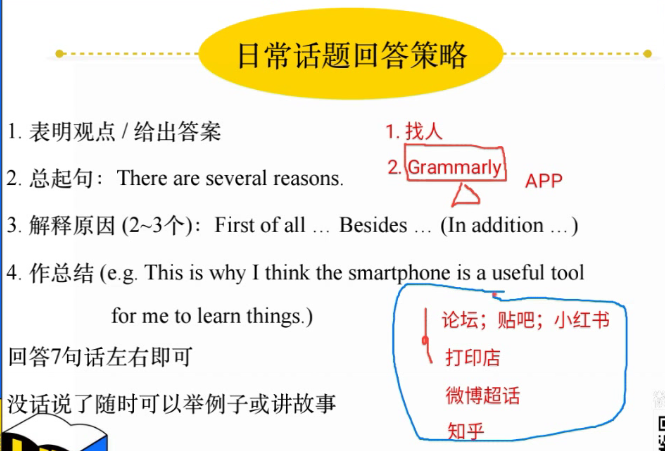 日常话题回答策略
1. 表明观点 / 给出答案
1. 找人
2. 总起句：There are several reasons.
2. Grammarly
APP
3. 解释原因 (2~3个)：First of all … Besides … (In addition …)
4. 作总结 (e.g. This is why I think the smartphone is a useful tool
for me to learn things.)
论坛；贴吧；小红书
回答7句话左右即可
打印店
没话说了随时可以举例子或讲故事
微博超话
知乎